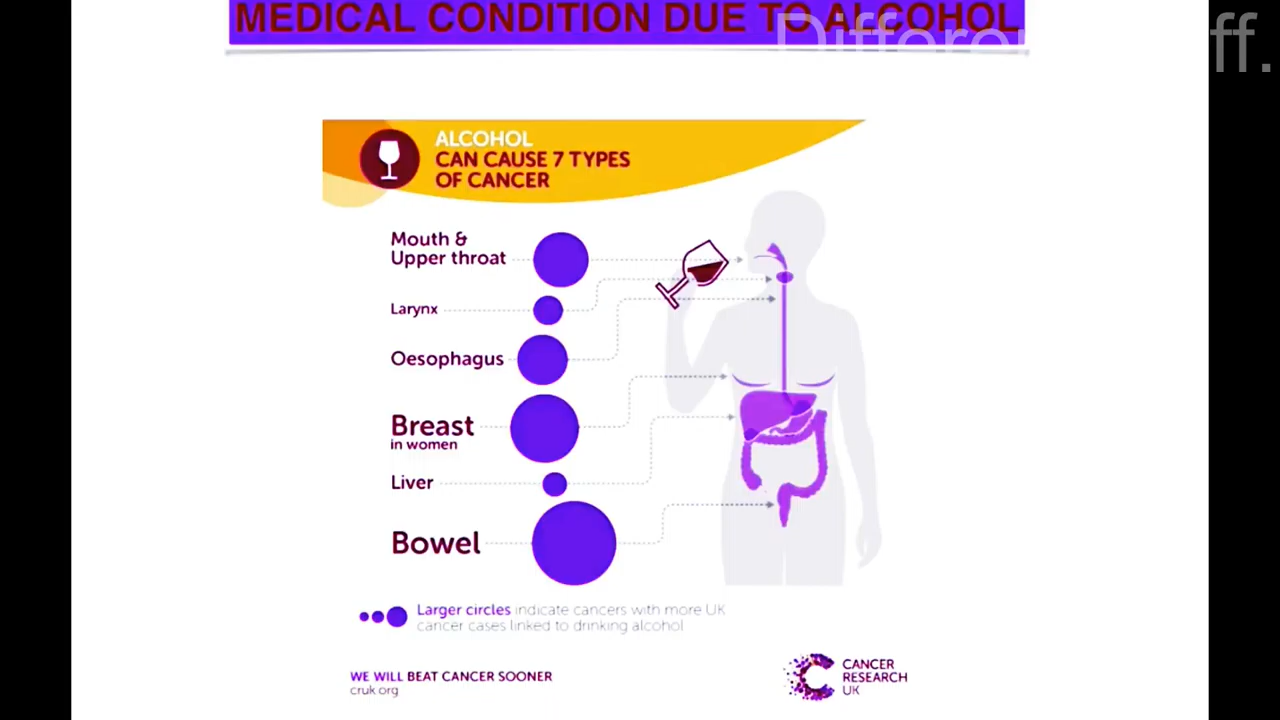 MEDICAL CONDITION DUE TO ALCOHOL
ff.
ALCOHOL
CAN CAUSE 7 TYPES
OF CANCER
Mouth &
Upper throat
Larynx
Oesophagus
Breast
in women
Liver
Bowel
Larger circles indicate cancers with more UK
cancer cases linked to drinking alcohol
WE WILL BEAT CANCER SOONER
cruk.org
CANCER
RESEARCH
UK